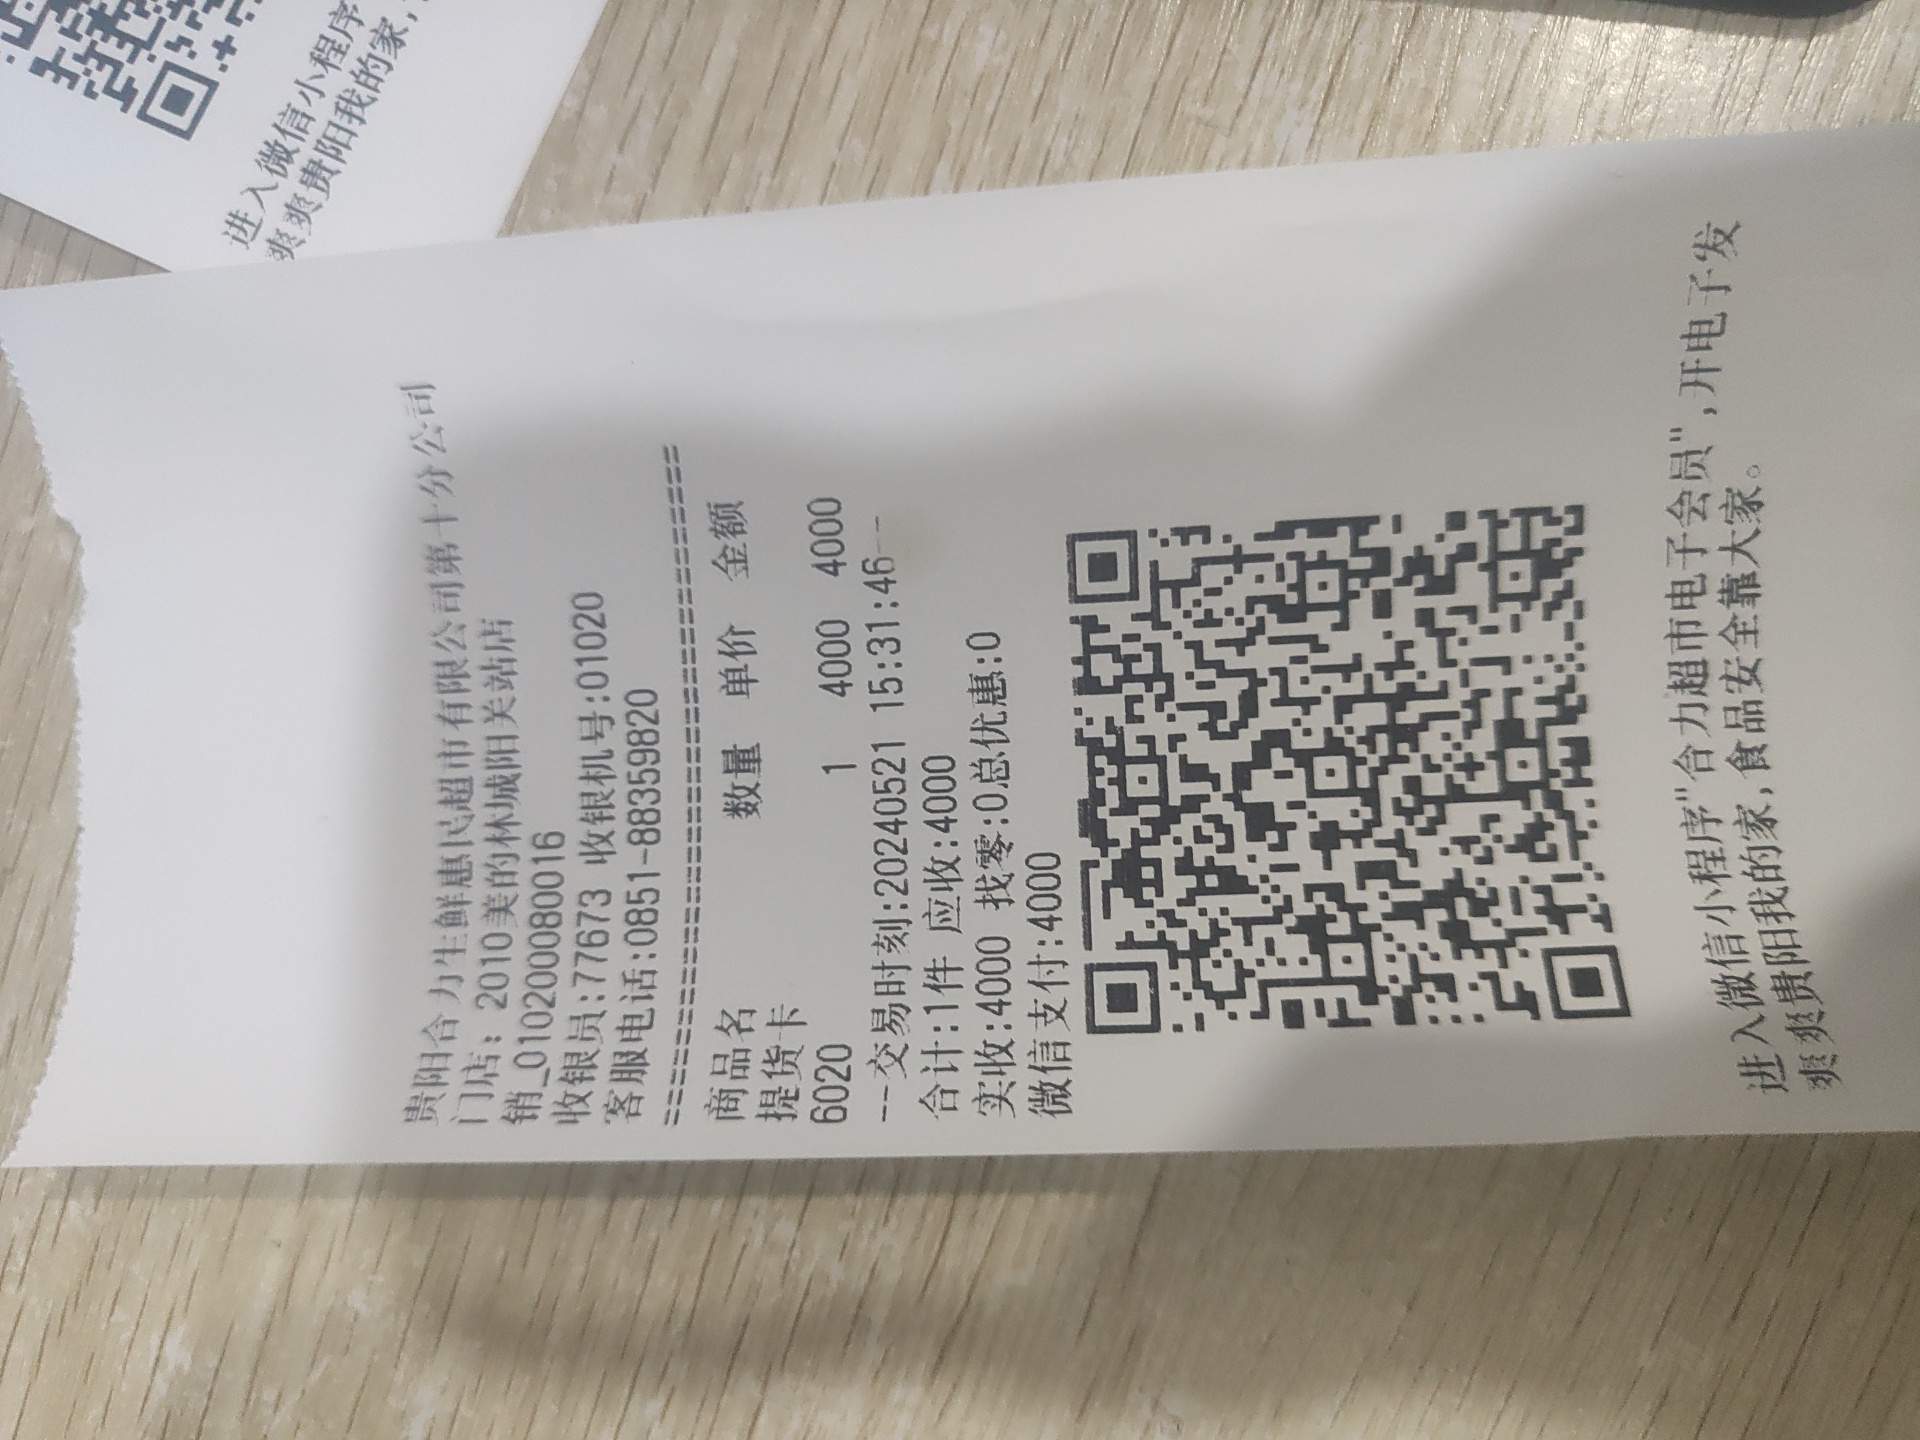 进入微信小程序
爽爽贵阳我的家,
贵阳合力生鲜惠民超市有限公司第十分公司
门店: 2010美的林城阳关站店
销_010200080016
收银员:77673 收银机号:01020
客服电话:0851-88359820
========================================
商品名 数量 单价 金额
提货卡
6020 1 4000 4000
--交易时刻:20240521 15:31:46--
合计:1件 应收:4000
实收:4000 找零:0总优惠:0
微信支付:4000
进入微信小程序"合力超市电子会员",开电子发
爽爽贵阳我的家,食品安全靠大家。